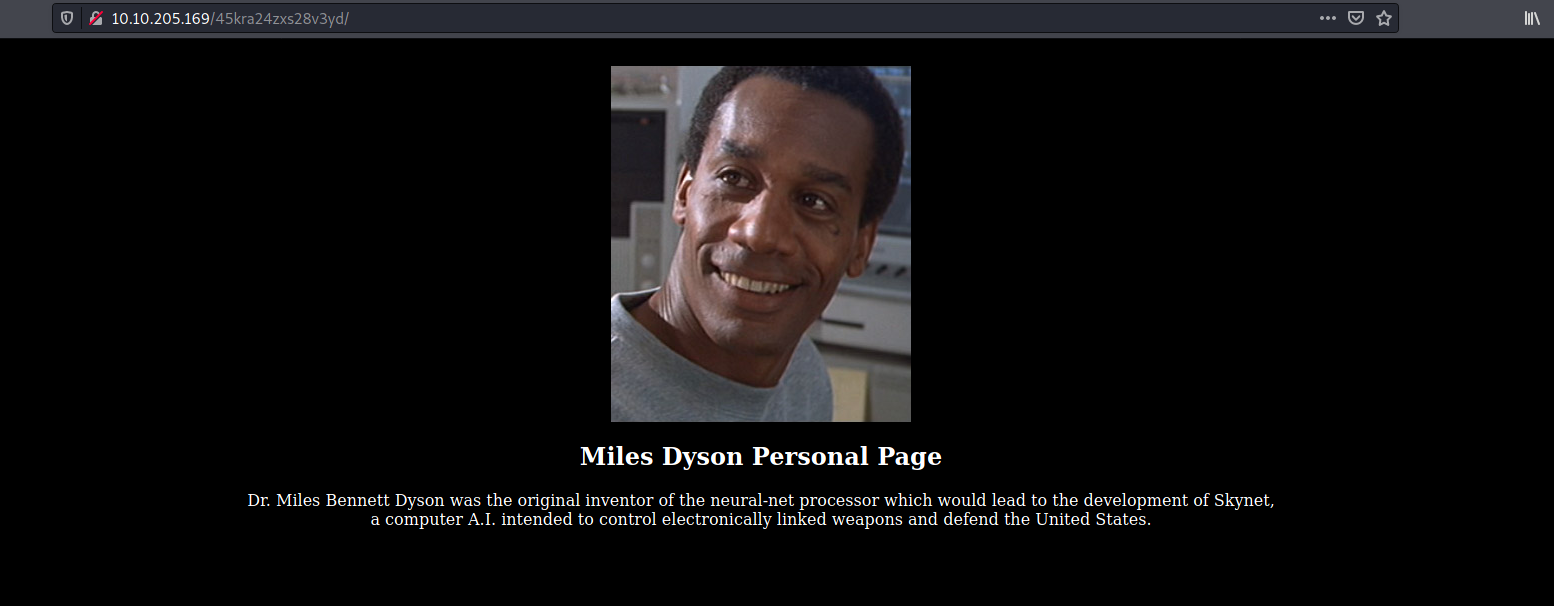 10.10.205.169/45kra24zxs28v3yd/
Miles Dyson Personal Page
Dr. Miles Bennett Dyson was the original inventor of the neural-net processor which would lead to the development of Skynet,
a computer A.I. intended to control electronically linked weapons and defend the United States.